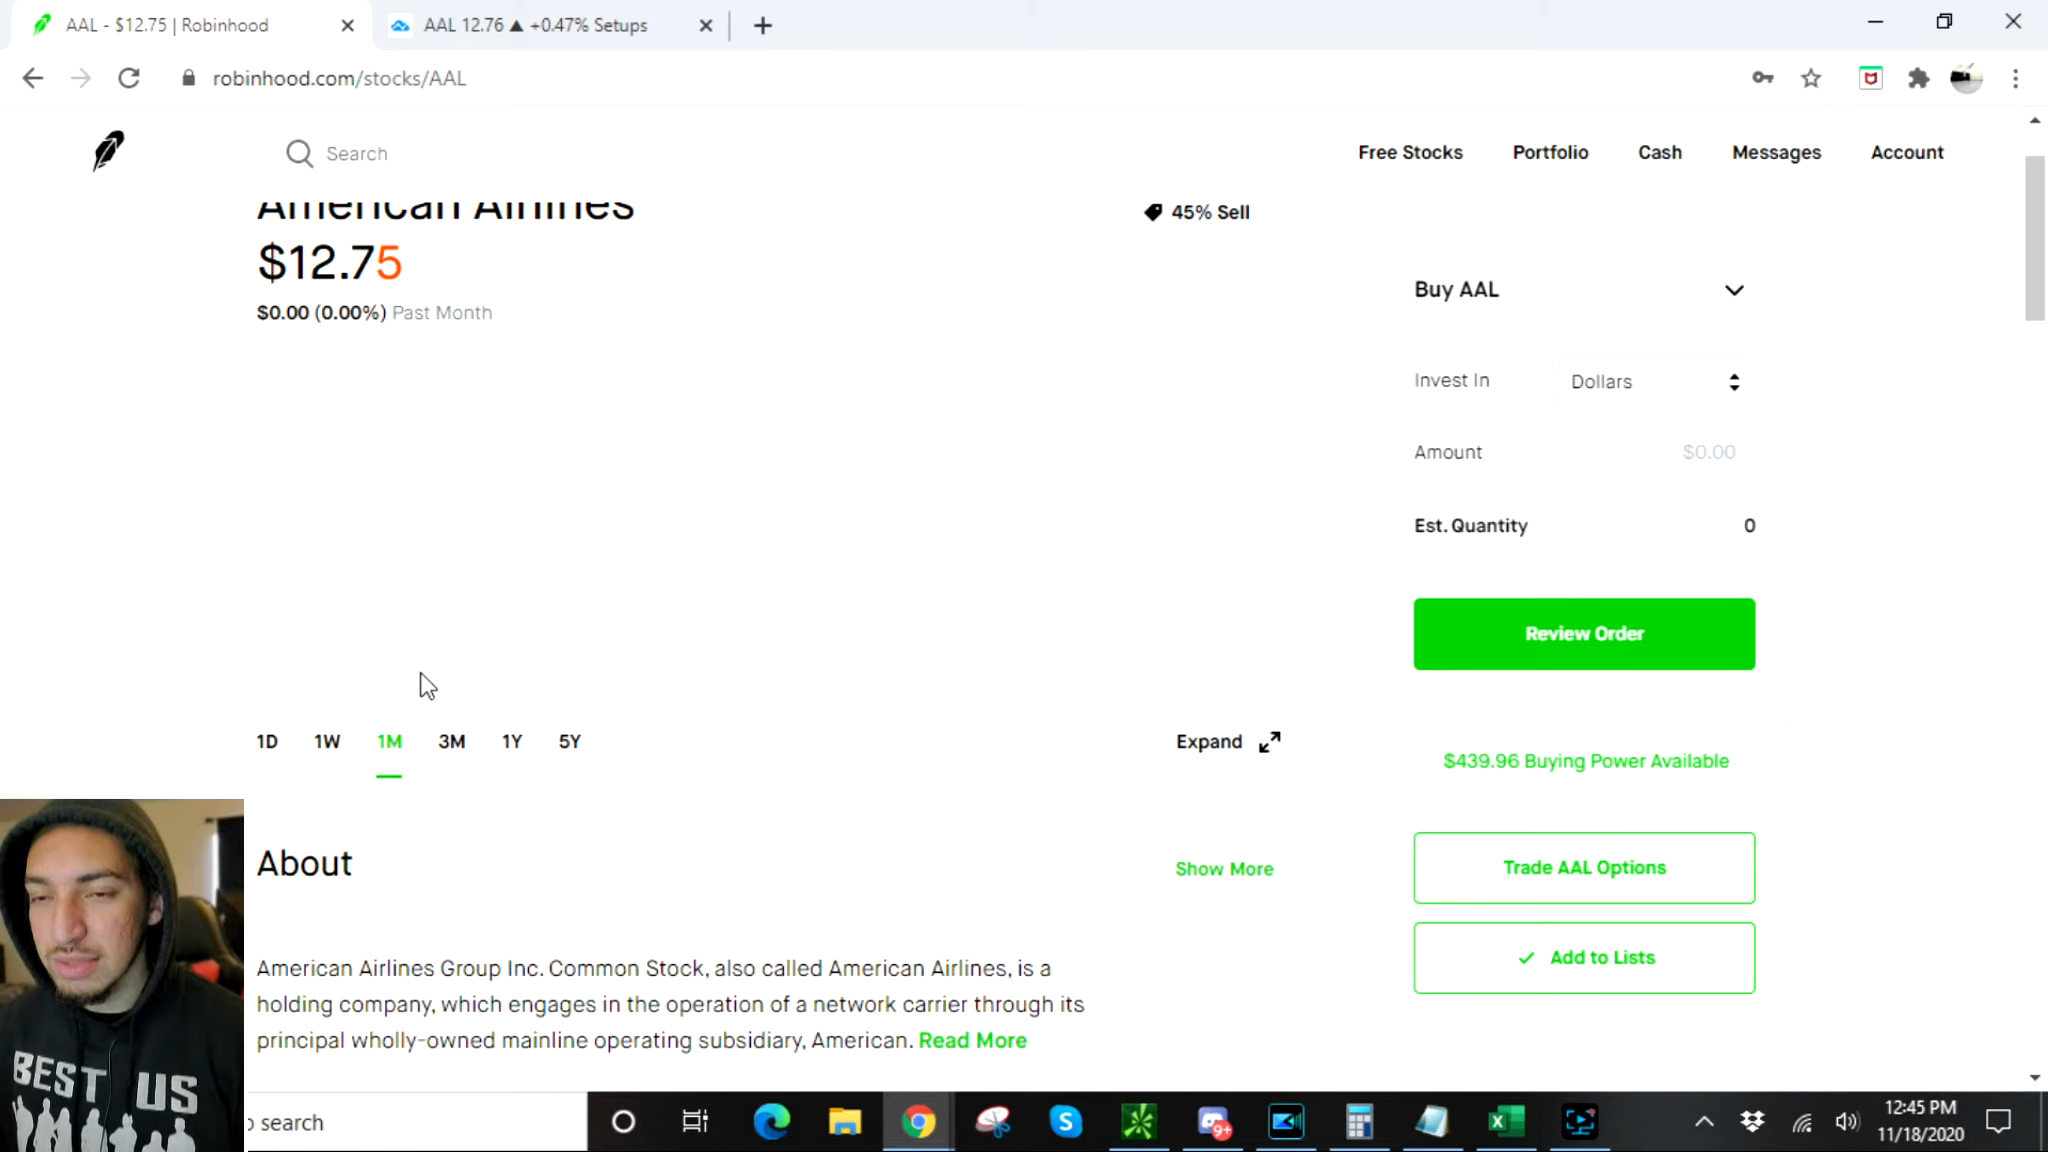 AAL - $12.75 | Robinhood
AAL 12.76 ▲ +0.47% Setups
robinhood.com/stocks/AAL
Search
Free Stocks
Portfolio
Cash
Messages
Account
American Airlines
45% Sell
$12.75
$0.00 (0.00%) Past Month
Buy AAL
Invest In
Dollars
Amount
$0.00
Est. Quantity
0
Review Order
1D
1W
1M
3M
1Y
5Y
Expand
$439.96 Buying Power Available
About
Show More
Trade AAL Options
Add to Lists
American Airlines Group Inc. Common Stock, also called American Airlines, is a
holding company, which engages in the operation of a network carrier through its
principal wholly-owned mainline operating subsidiary, American. Read More
BEST US
o search
S
9+
X
12:45 PM
11/18/2020